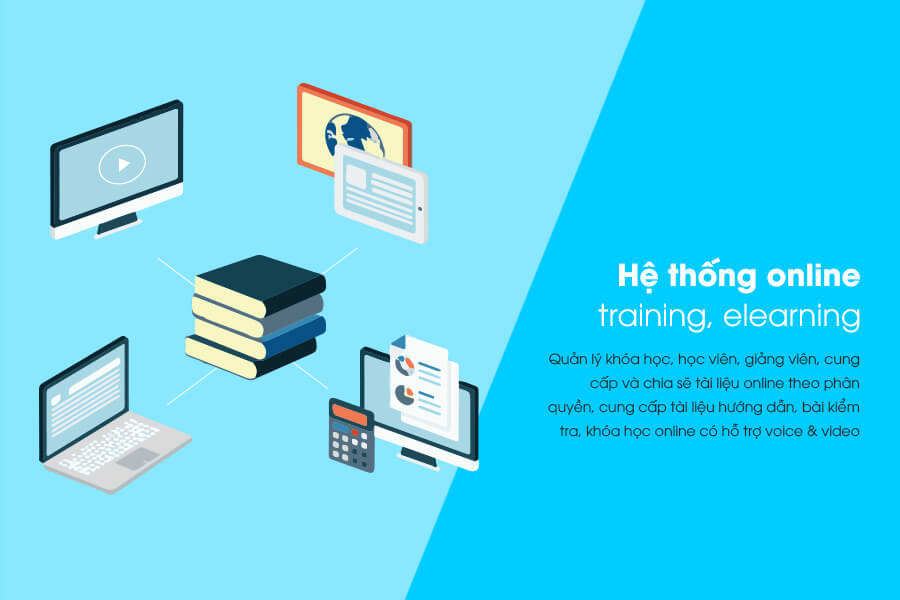 Hệ thống online
training, elearning
Quản lý khóa học, học viên, giảng viên, cung
cấp và chia sẽ tài liệu online theo phân
quyền, cung cấp tài liệu hướng dẫn, bài kiểm
tra, khóa học online có hỗ trợ voice & video